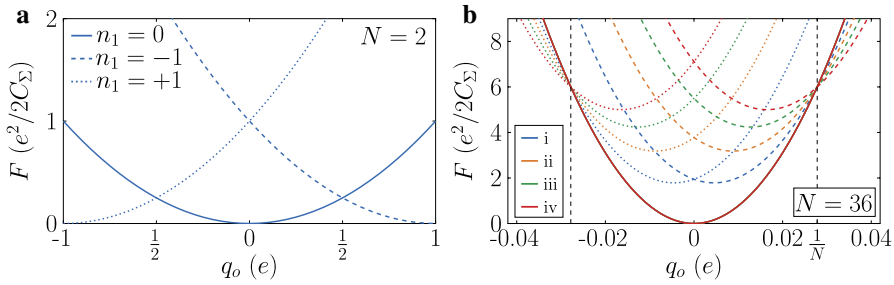 a
F (e²/2C_Σ)
2
1
0
n₁ = 0
n₁ = −1
n₁ = +1
N = 2
-1 1/2 0 1/2 1
qₒ (e)
b
F (e²/2C_Σ)
8
6
4
2
0
i
ii
iii
iv
N = 36
-0.04 -0.02 0 0.02 1/N 0.04
qₒ (e)